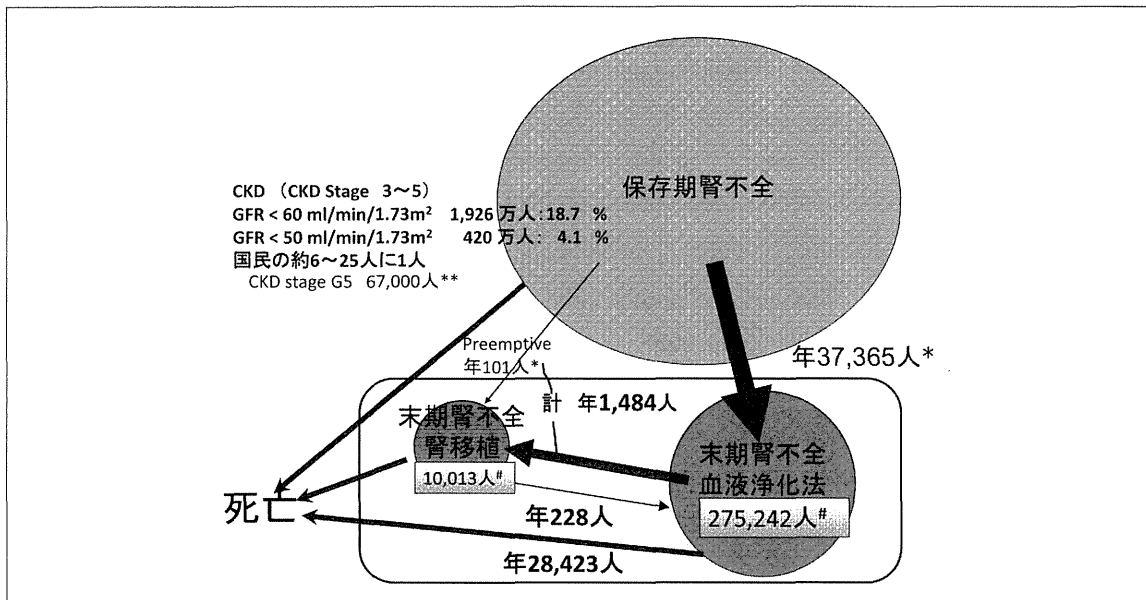 保存期腎不全
CKD (CKD Stage 3~5)
GFR < 60 ml/min/1.73m² 1,926 万人:18.7 %
GFR < 50 ml/min/1.73m² 420 万人: 4.1 %
国民の約6~25人に1人
CKD stage G5 67,000人**
Preemptive
年101人*
年37,365人*
計 年1,484人
末期腎不全
腎移植
10,013人#
末期腎不全
血液浄化法
275,242人#
死亡
年228人
年28,423人